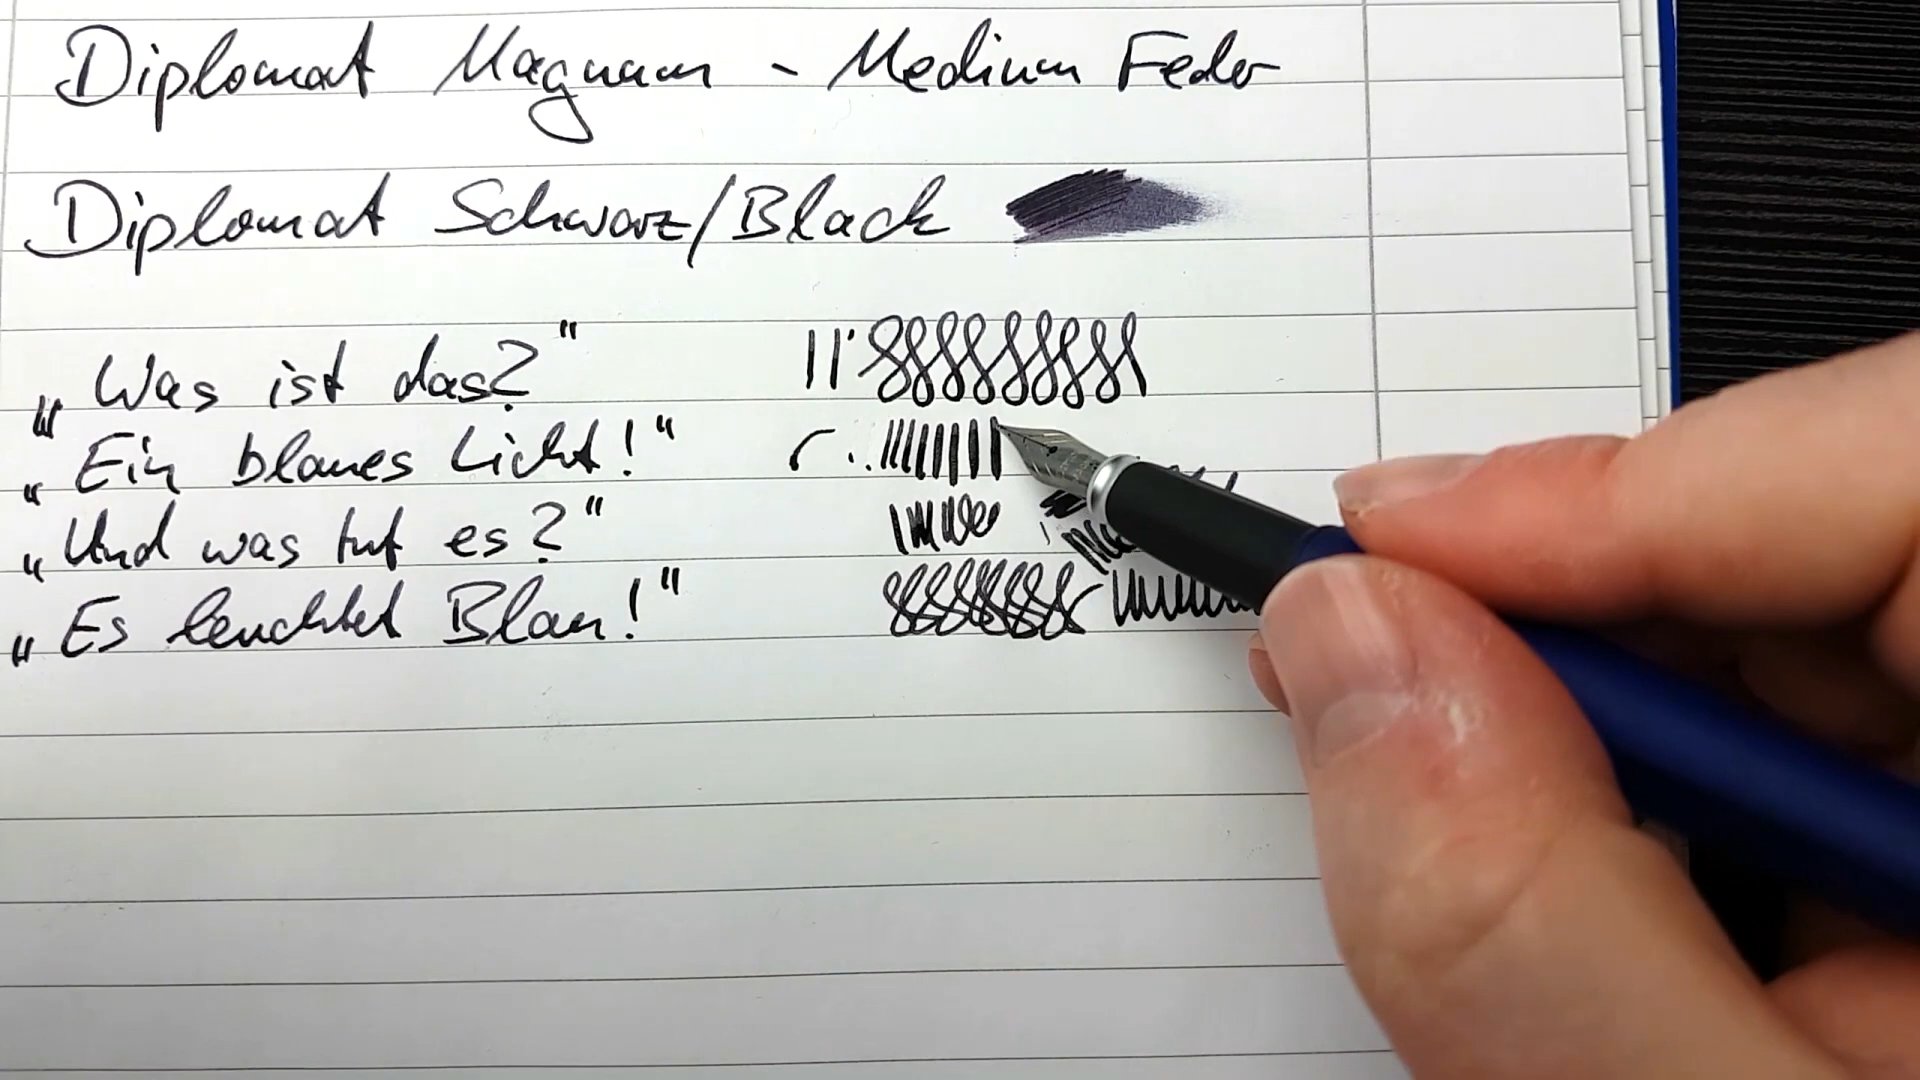 Diplomat Magnum - Medium Feder
Diplomat Schwarz/Black
„Was ist das?"
„Ein blaues Licht!"
„Und was tut es?"
„Es leuchtet Blau!"